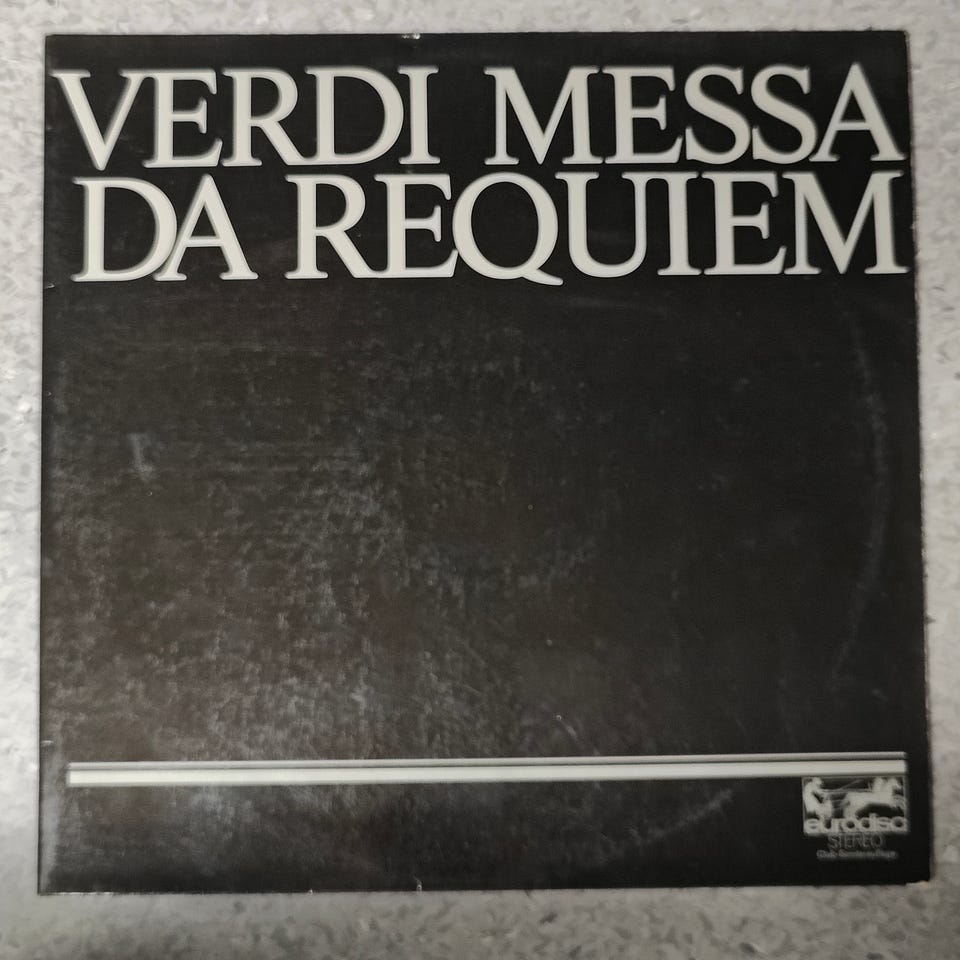 VERDI MESSA
DA REQUIEM
eurodisc
STEREO